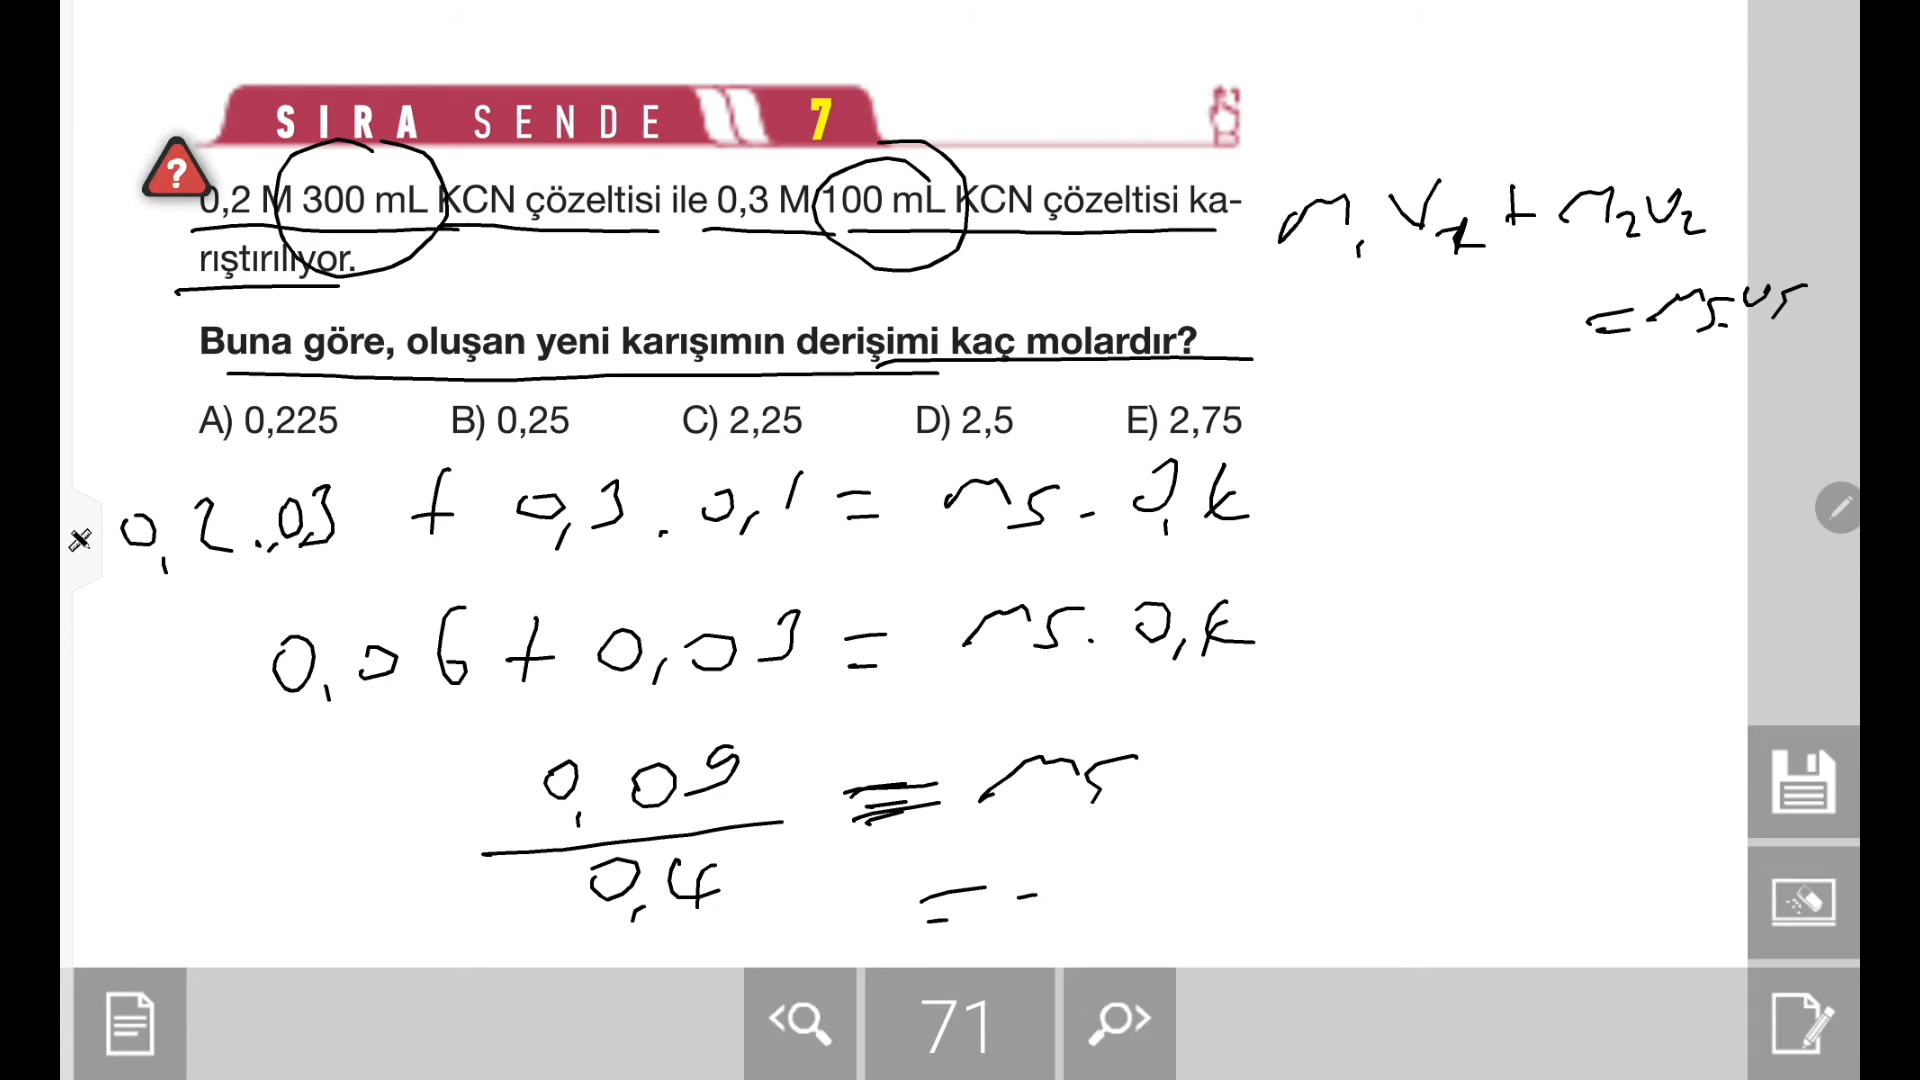 SIRA SENDE 7
?
0,2 M 300 mL KCN çözeltisi ile 0,3 M 100 mL KCN çözeltisi ka-
rıştırılıyor.
M1 V1 + M2V2
= Ms.Vs
Buna göre, oluşan yeni karışımın derişimi kaç molardır?
A) 0,225 B) 0,25 C) 2,25 D) 2,5 E) 2,75
0,2.0,3 + 0,3.0,1 = Ms.0,4
0,06+0,03 = Ms.0,4
0,09 = Ms
0,4
=
71